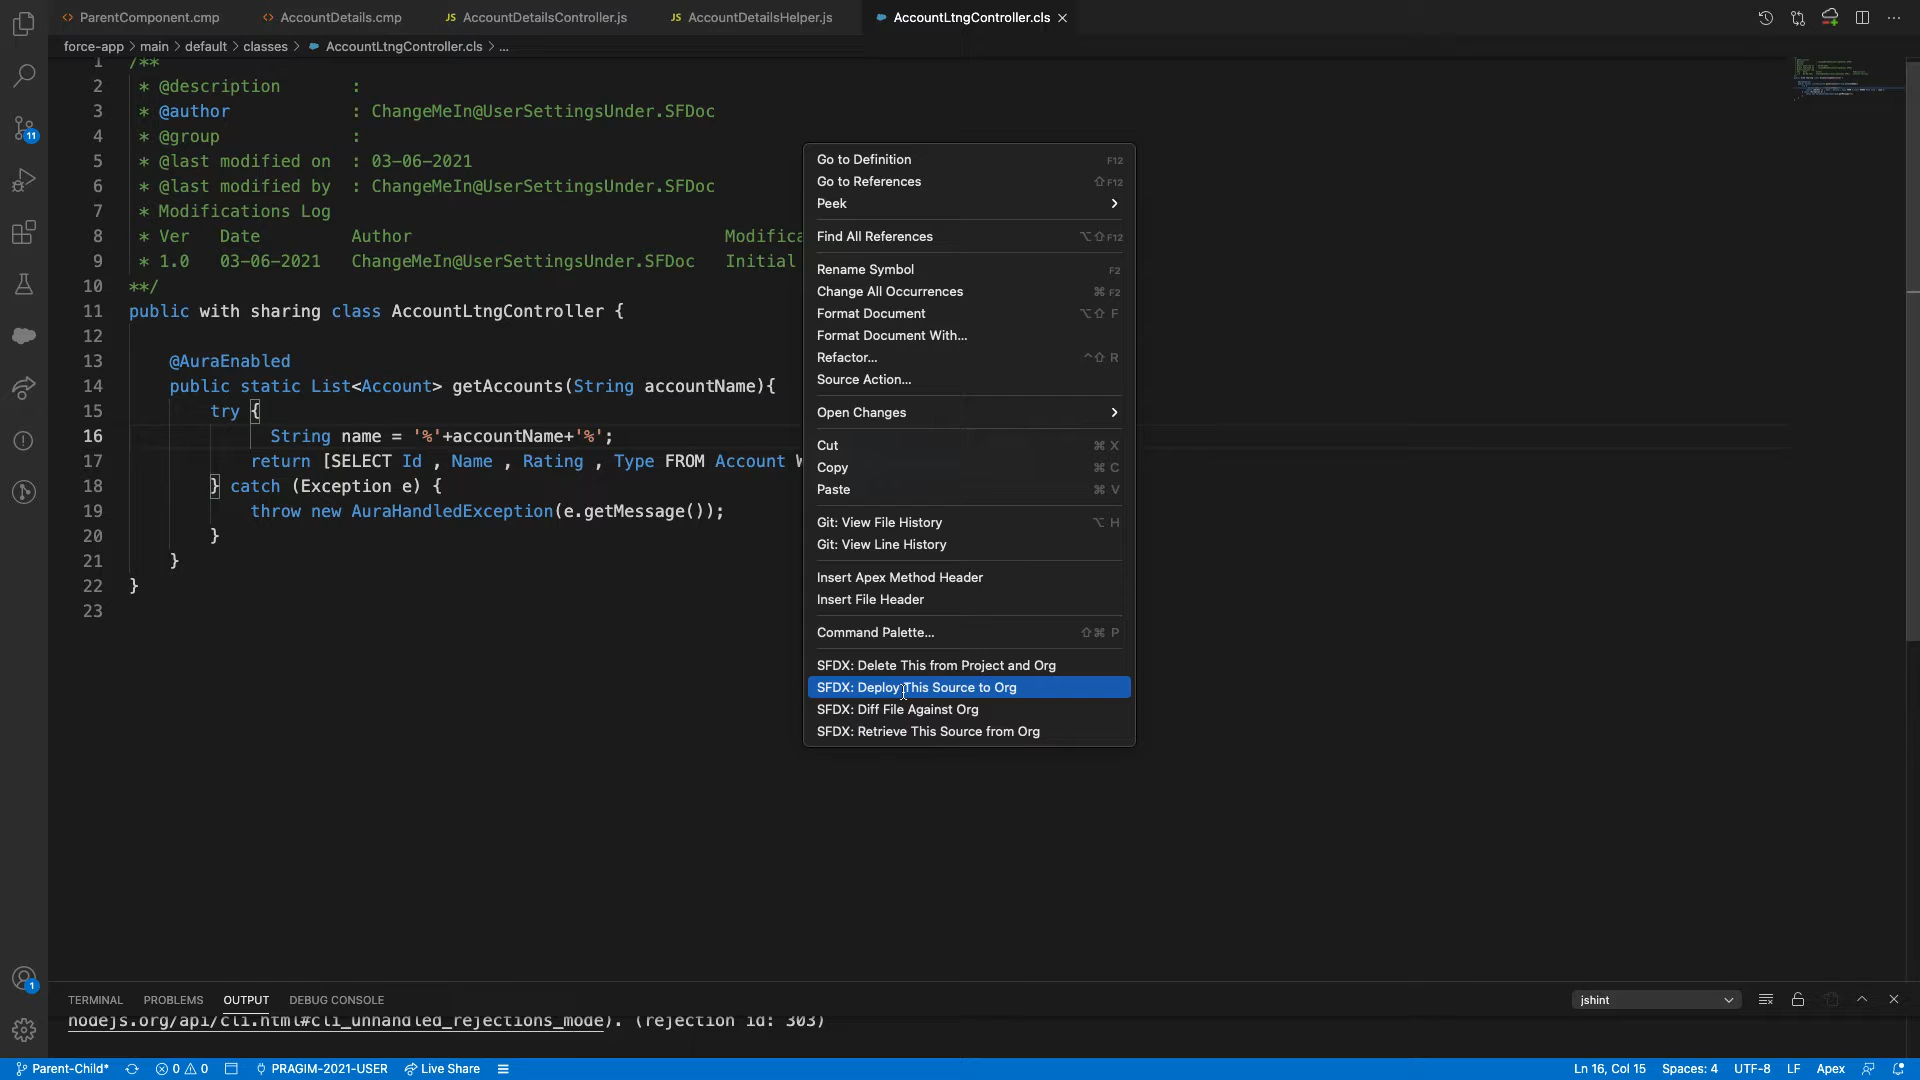 ParentComponent.cmp
AccountDetails.cmp
JS AccountDetailsController.js
JS AccountDetailsHelper.js
AccountLtngController.cls
force-app > main > default > classes > AccountLtngController.cls > ...
1 /**
2 * @description :
3 * @author : ChangeMeIn@UserSettingsUnder.SFDoc
4 * @group :
5 * @last modified on : 03-06-2021
6 * @last modified by : ChangeMeIn@UserSettingsUnder.SFDoc
7 * Modifications Log
8 * Ver Date Author Modifica
9 * 1.0 03-06-2021 ChangeMeIn@UserSettingsUnder.SFDoc Initial
10 **/
11 public with sharing class AccountLtngController {
12
13 @AuraEnabled
14 public static List<Account> getAccounts(String accountName){
15 try {
16 String name = '%'+accountName+'%';
17 return [SELECT Id , Name , Rating , Type FROM Account W
18 } catch (Exception e) {
19 throw new AuraHandledException(e.getMessage());
20 }
21 }
22 }
23
Go to Definition F12
Go to References ⇧F12
Peek
Find All References ⌥⇧F12
Rename Symbol F2
Change All Occurrences ⌘F2
Format Document ⌥⇧F
Format Document With...
Refactor... ^⇧R
Source Action...
Open Changes
Cut ⌘X
Copy ⌘C
Paste ⌘V
Git: View File History ⌥H
Git: View Line History
Insert Apex Method Header
Insert File Header
Command Palette... ⇧⌘P
SFDX: Delete This from Project and Org
SFDX: Deploy This Source to Org
SFDX: Diff File Against Org
SFDX: Retrieve This Source from Org
11
1
TERMINAL PROBLEMS OUTPUT DEBUG CONSOLE
jshint
nodejs.org/api/cli.html#cli_unhandled_rejections_mode). (rejection id: 303)
Parent-Child* 0 0 PRAGIM-2021-USER Live Share
Ln 16, Col 15 Spaces: 4 UTF-8 LF Apex